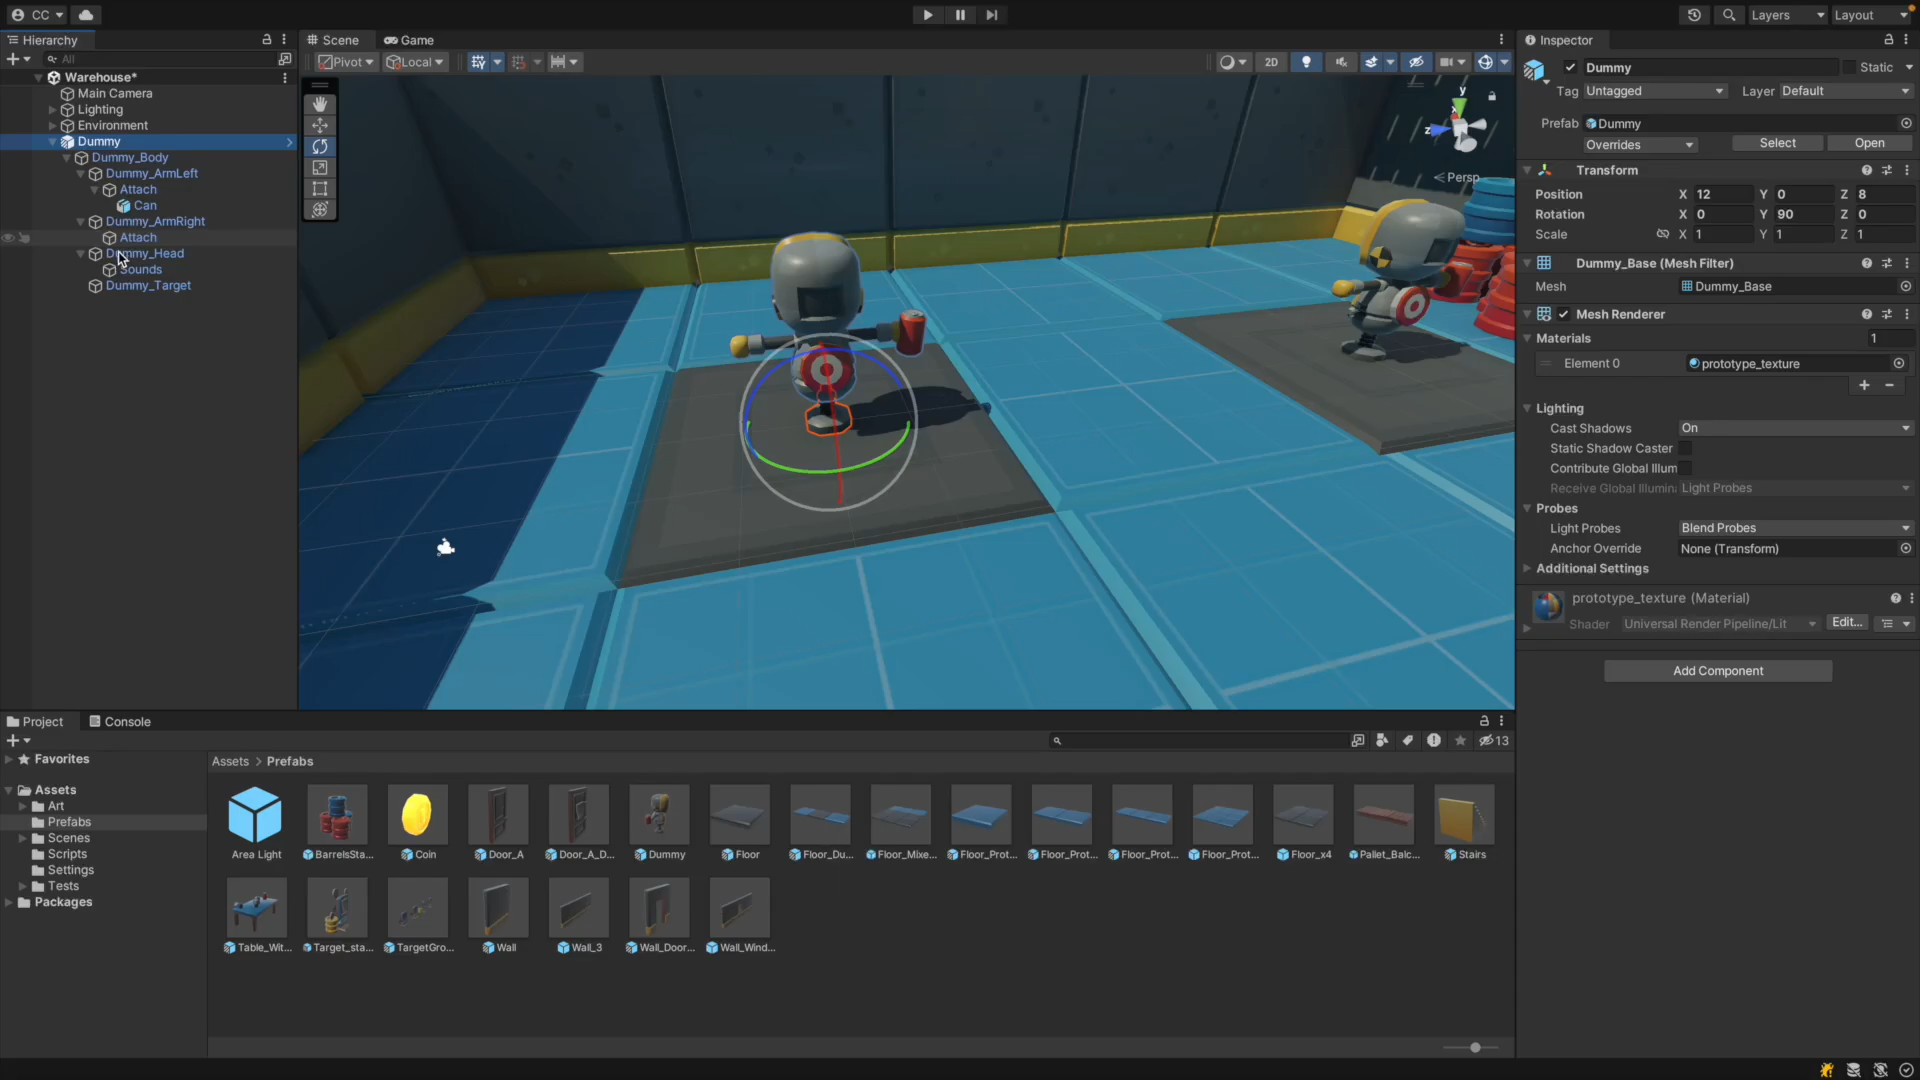 CC
Layers
Layout
Hierarchy
All
Warehouse*
Main Camera
Lighting
Environment
Dummy
Dummy_Body
Dummy_ArmLeft
Attach
Can
Dummy_ArmRight
Attach
Dummy_Head
Sounds
Dummy_Target
Scene
Game
Pivot
Local
2D
y
x
z
Persp
Inspector
Dummy
Static
Tag Untagged Layer Default
Prefab Dummy
Overrides Select Open
Transform
Position X 12 Y 0 Z 8
Rotation X 0 Y 90 Z 0
Scale X 1 Y 1 Z 1
Dummy_Base (Mesh Filter)
Mesh Dummy_Base
Mesh Renderer
Materials 1
Element 0 prototype_texture
Lighting
Cast Shadows On
Static Shadow Caster
Contribute Global Illum
Receive Global Illumin: Light Probes
Probes
Light Probes Blend Probes
Anchor Override None (Transform)
Additional Settings
prototype_texture (Material)
Shader Universal Render Pipeline/Lit Edit...
Add Component
Project
Console
13
Favorites
Assets
Art
Prefabs
Scenes
Scripts
Settings
Tests
Packages
Assets > Prefabs
Area Light
BarrelsSta...
Coin
Door_A
Door_A_D...
Dummy
Floor
Floor_Du...
Floor_Mixe...
Floor_Prot...
Floor_Prot...
Floor_Prot...
Floor_Prot...
Floor_x4
Pallet_Balc...
Stairs
Table_Wit...
Target_sta...
TargetGro...
Wall
Wall_3
Wall_Door...
Wall_Wind...